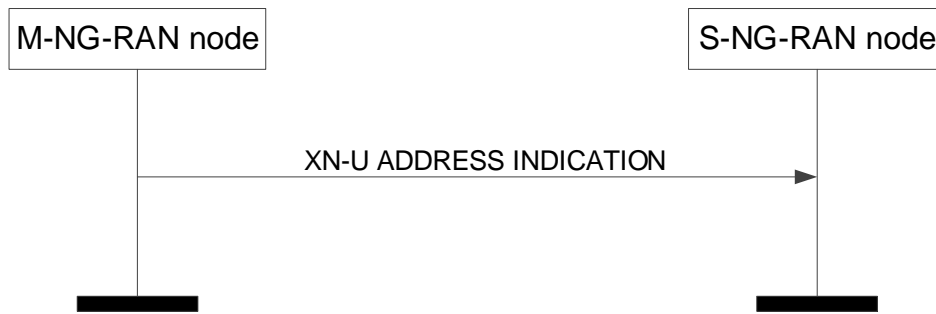 M-NG-RAN node
S-NG-RAN node
XN-U ADDRESS INDICATION